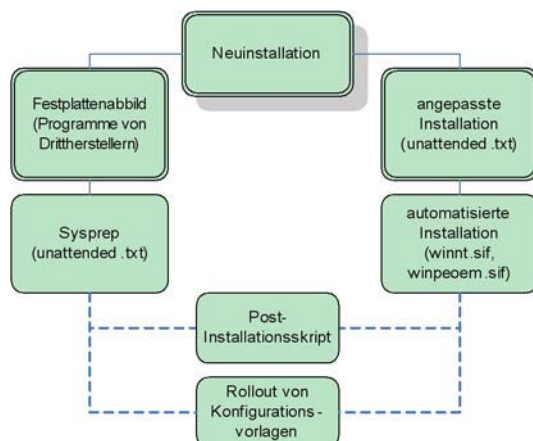 Neuinstallation
Festplattenabbild
(Programme von
Drittherstellern)
angepasste
Installation
(unattended .txt)
Sysprep
(unattended .txt)
automatisierte
Installation
(winnt.sif,
winpeoem .sif)
Post-
Installationsskript
Rollout von
Konfigurations -
vorlagen